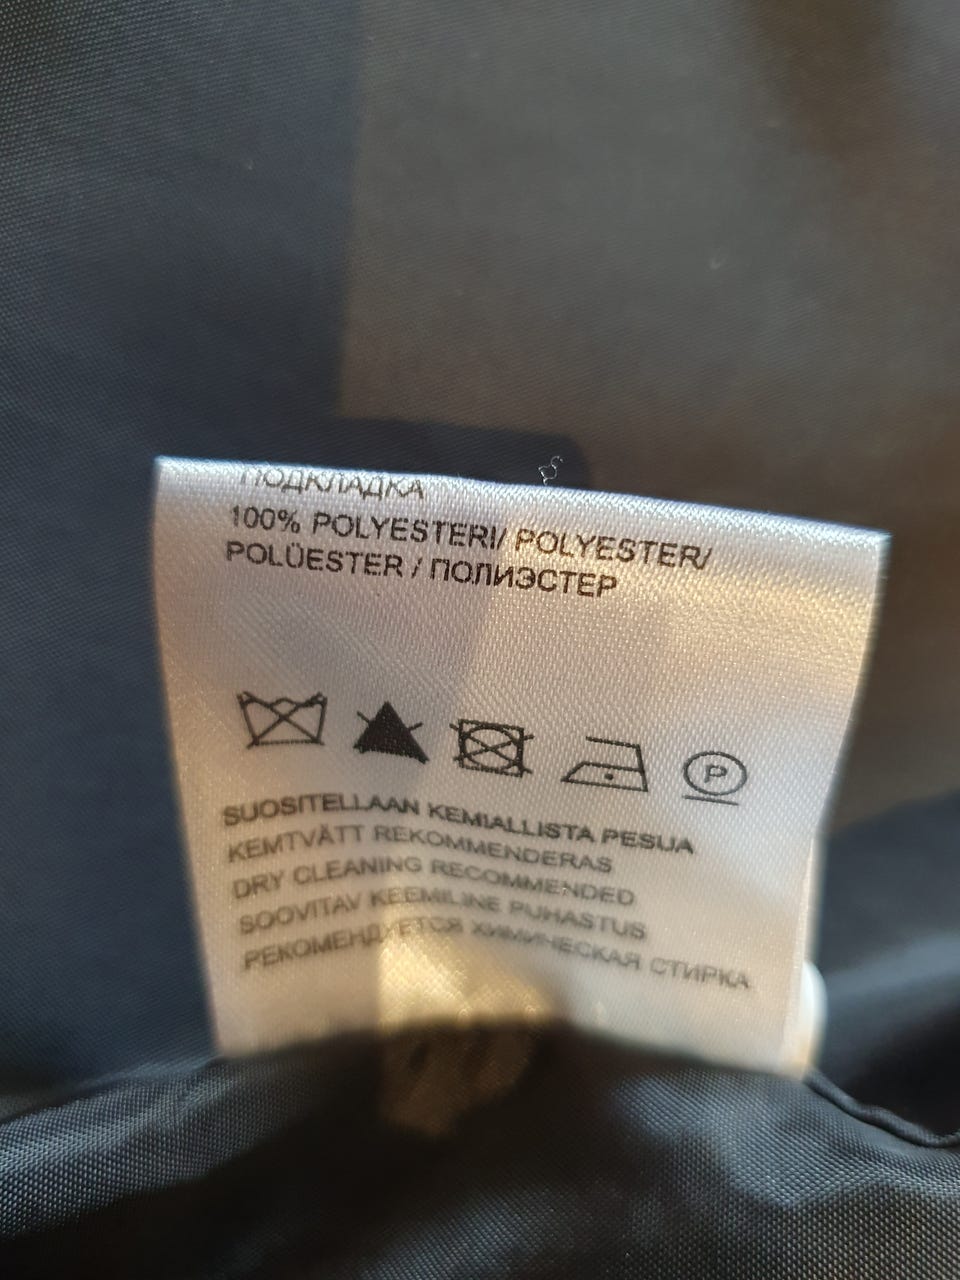 ПОДКЛАДКА
100% POLYESTERI/ POLYESTER/
POLÜESTER / ПОЛИЭСТЕР
P
SUOSITELLAAN KEMIALLISTA PESUA
KEMTVÄTT REKOMMENDERAS
DRY CLEANING RECOMMENDED
SOOVITAV KEEMILINE PUHASTUS
РЕКОМЕНДУЕТСЯ ХИМИЧЕСКАЯ СТИРКА